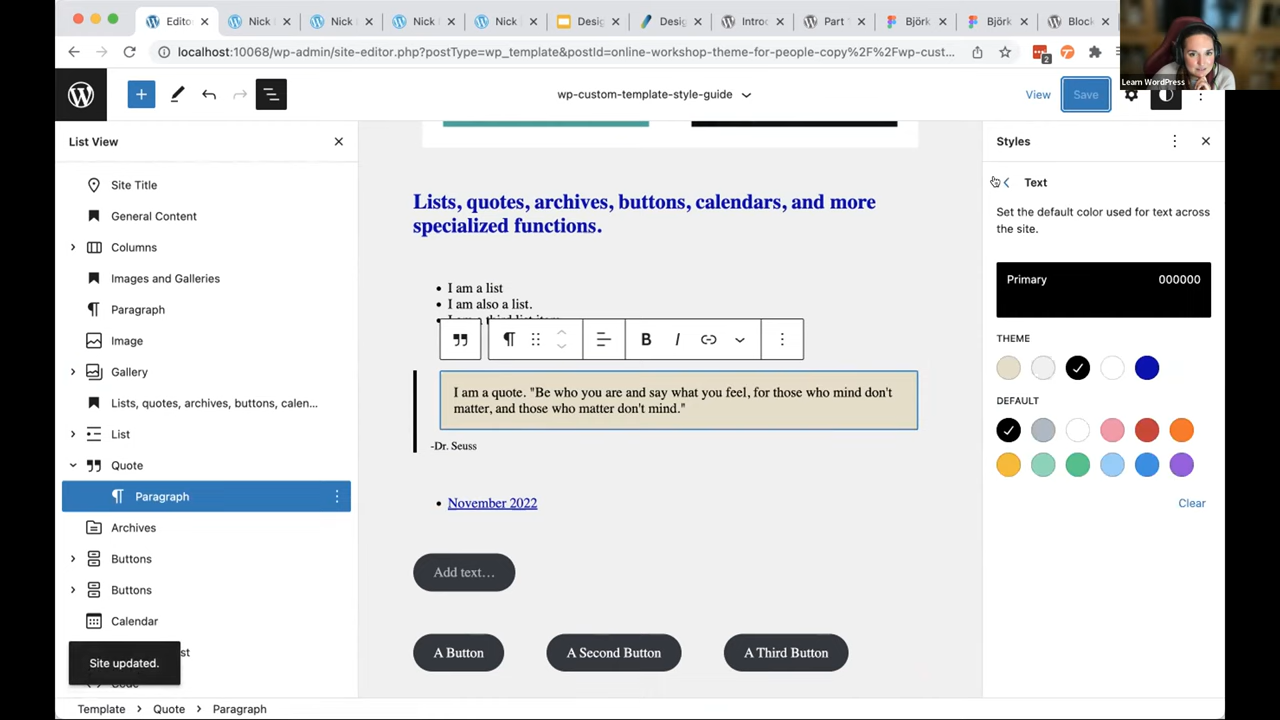 Editor
Nick
Nick
Nick
Nick
Desig
Desig
Intro
Part
Björk
Björk
Block
localhost:10068/wp-admin/site-editor.php?postType=wp_template&postId=online-workshop-theme-for-people-copy%2F%2Fwp-cust...
2
Learn WordPress
wp-custom-template-style-guide
View
Save
List View
Site Title
General Content
Columns
Images and Galleries
Paragraph
Image
Gallery
Lists, quotes, archives, buttons, calen...
List
Quote
Paragraph
Archives
Buttons
Buttons
Calendar
Site updated.
Lists, quotes, archives, buttons, calendars, and more
specialized functions.
I am a list
I am also a list.
B I
I am a quote. "Be who you are and say what you feel, for those who mind don't
matter, and those who matter don't mind."
-Dr. Seuss
November 2022
Add text...
A Button
A Second Button
A Third Button
Styles
Text
Set the default color used for text across
the site.
Primary 000000
THEME
DEFAULT
Clear
Template > Quote > Paragraph